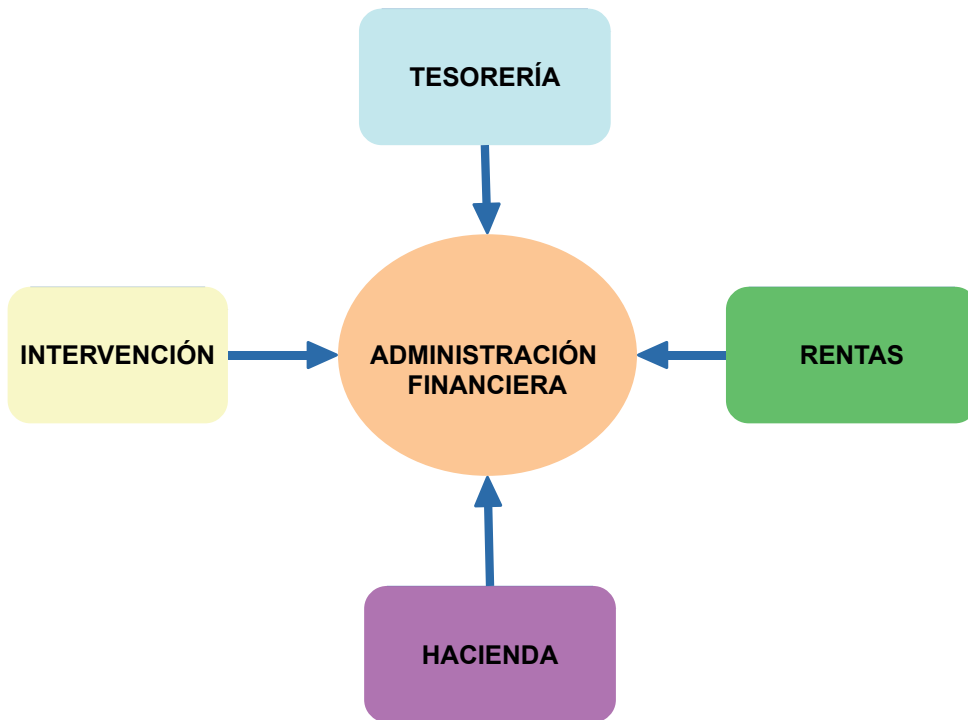 TESORERÍA
INTERVENCIÓN
ADMINISTRACIÓN
FINANCIERA
RENTAS
HACIENDA